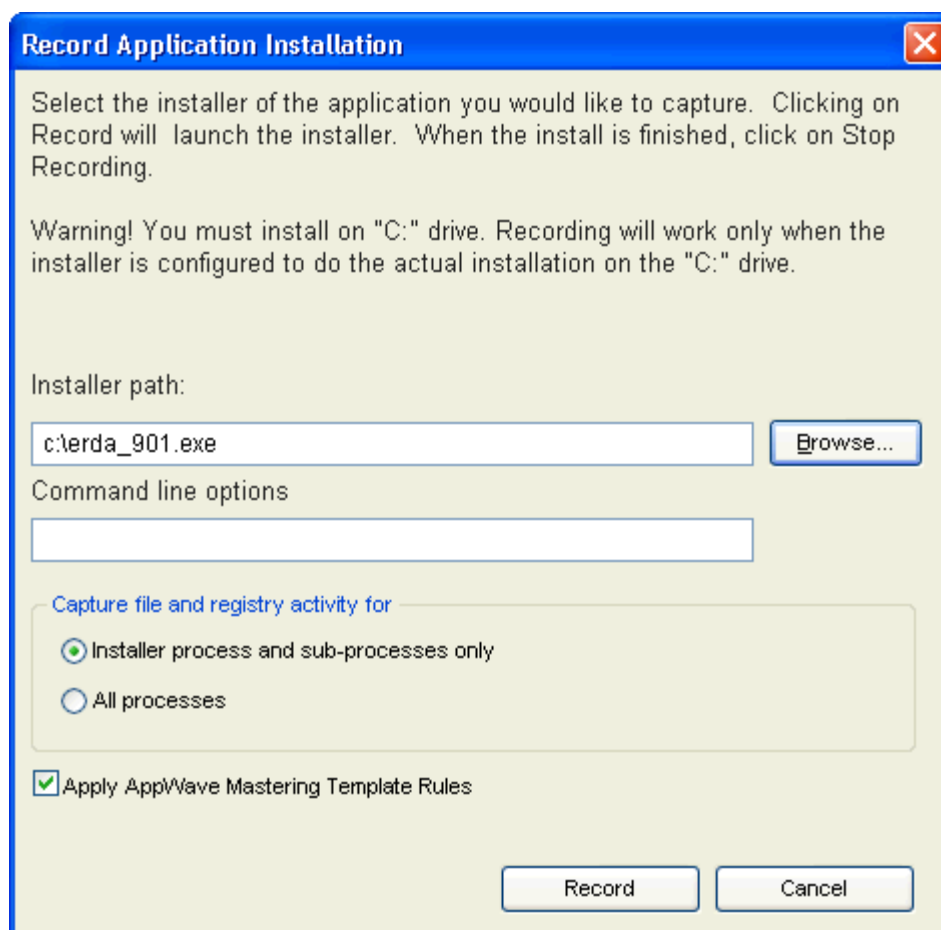 Record Application Installation
Select the installer of the application you would like to capture.  Clicking on
Record will  launch the installer.  When the install is finished, click on Stop
Recording.
Warning! You must install on "C:" drive. Recording will work only when the
installer is configured to do the actual installation on the "C:" drive.
Installer path:
c:\erda_901.exe
Browse...
Command line options
Capture file and registry activity for
Installer process and sub-processes only
All processes
Apply AppWave Mastering Template Rules
Record
Cancel